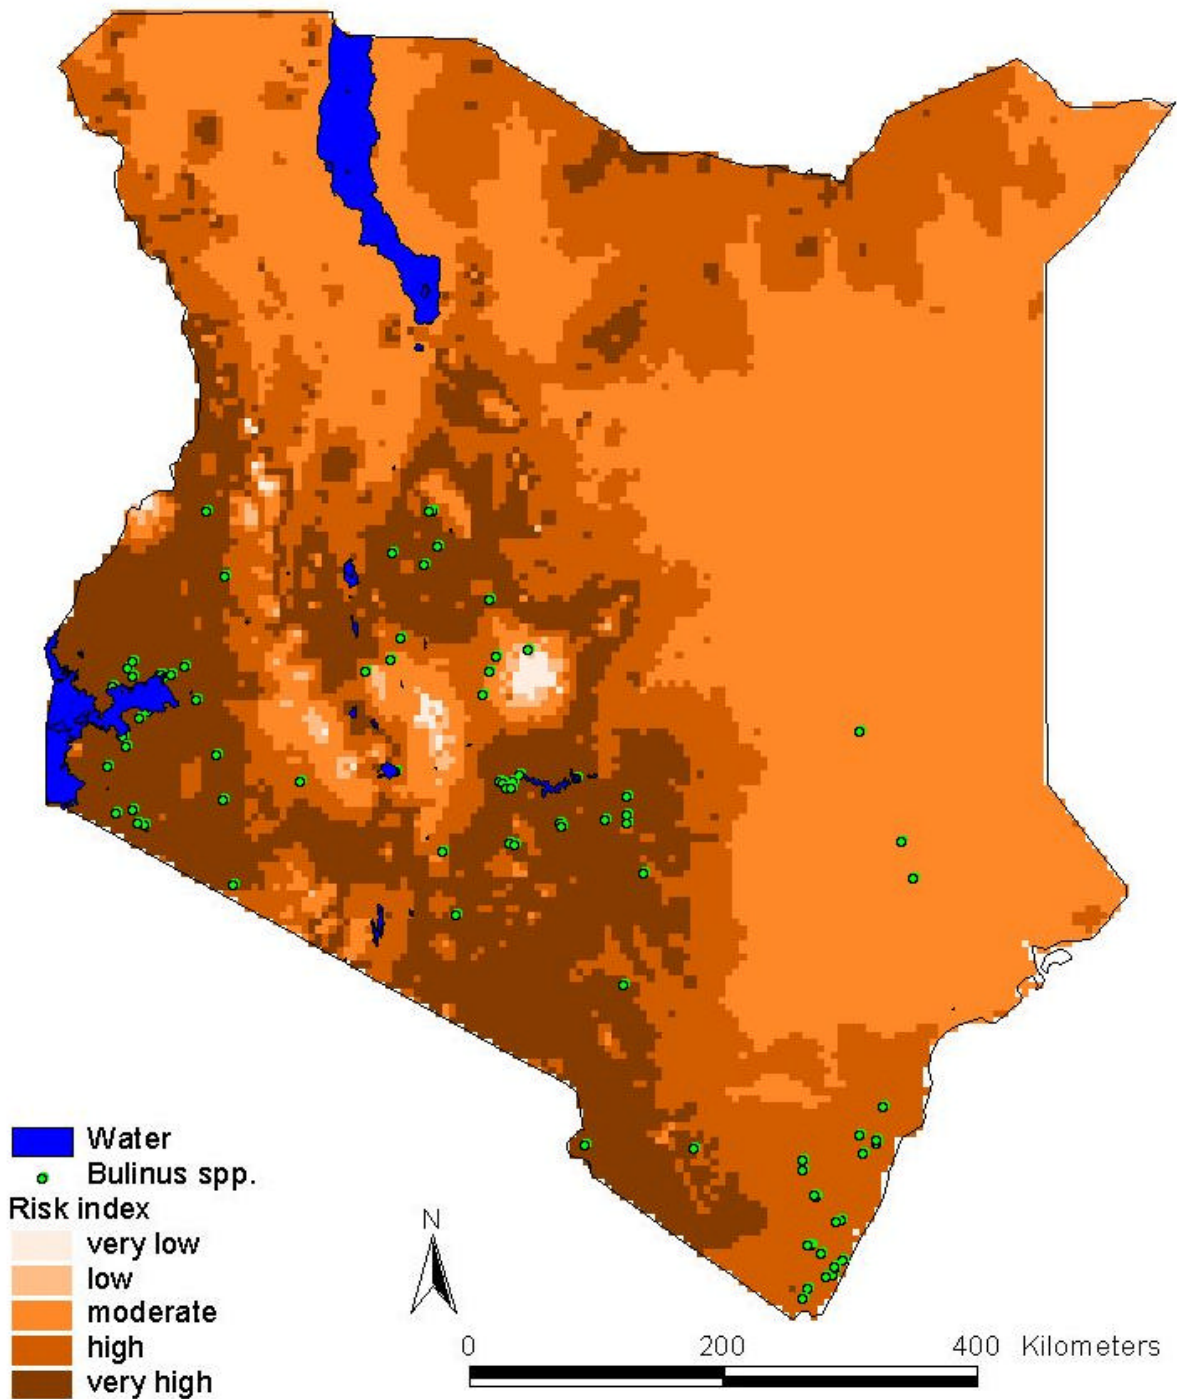 Water
Bulinus spp.
Risk index
very low
low
moderate
high
very high
N
0 200 400 Kilometers